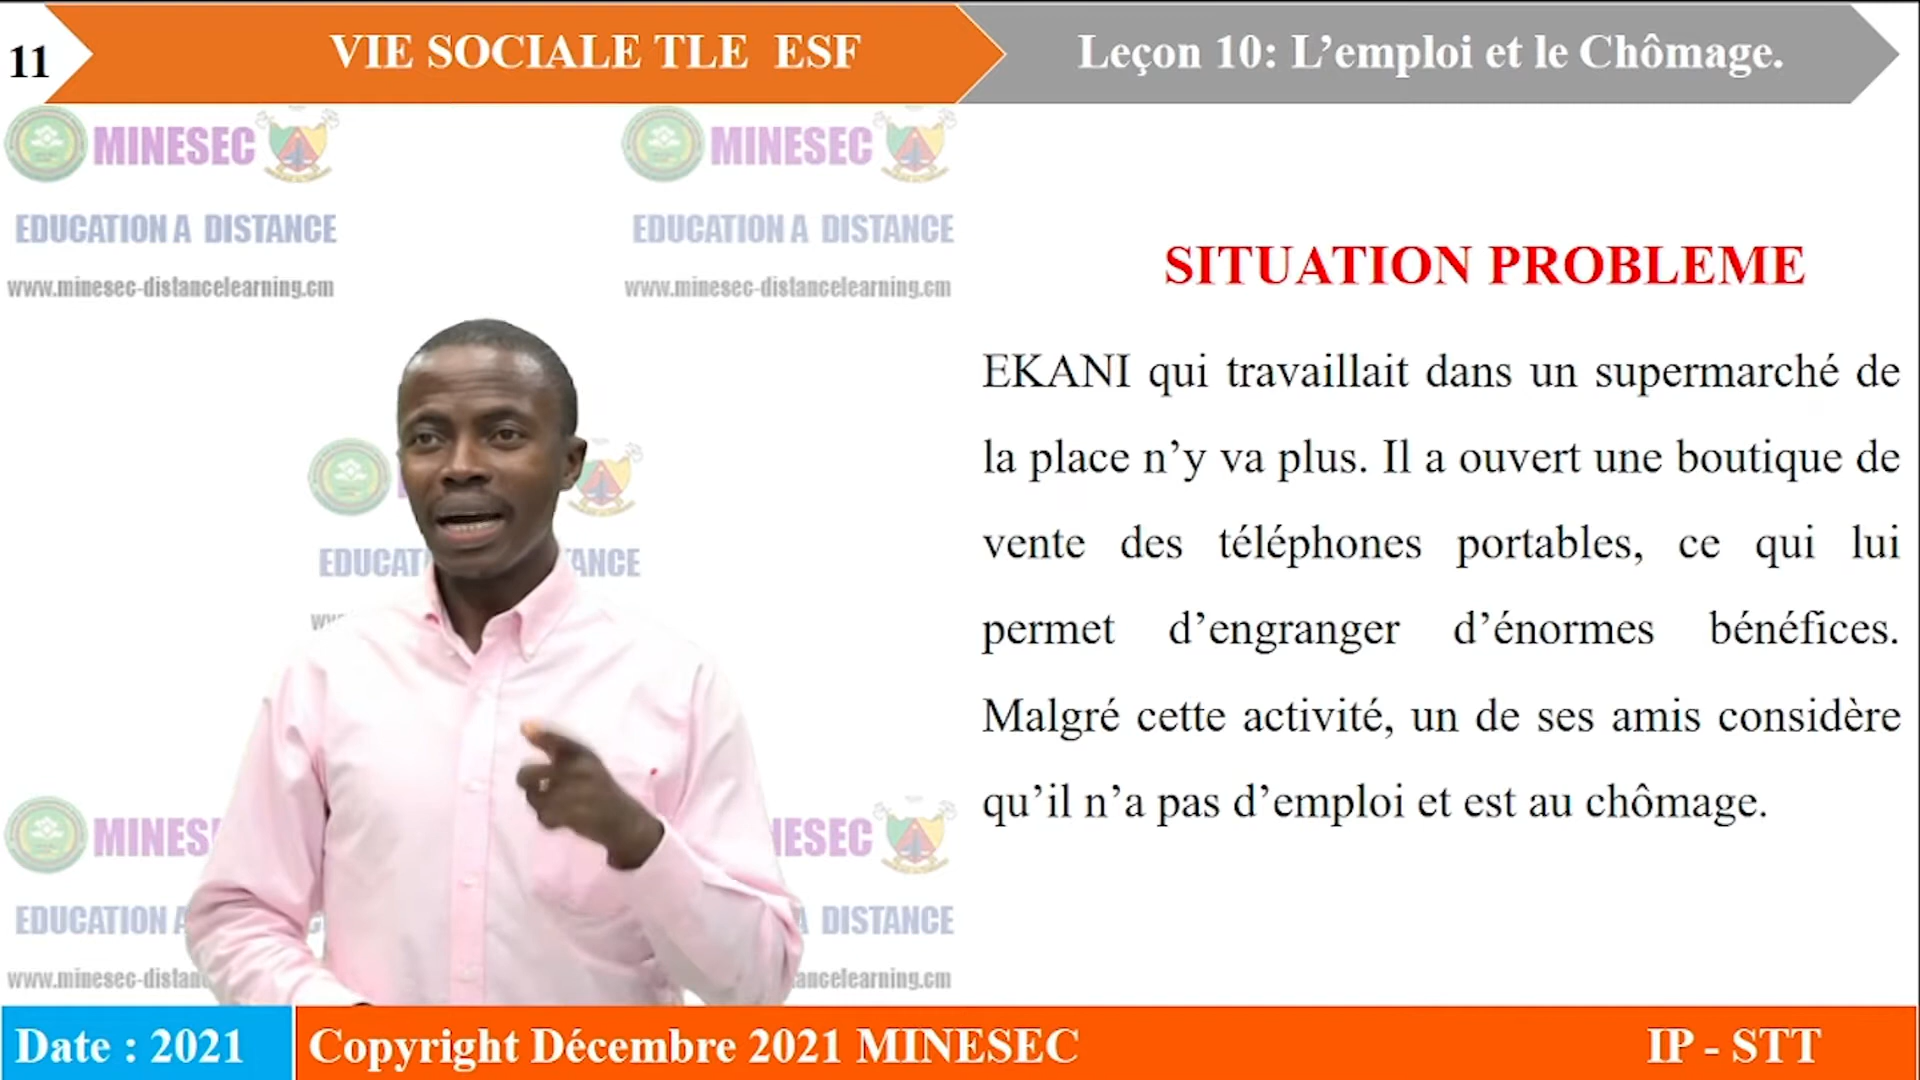 11
VIE SOCIALE TLE ESF
Leçon 10: L’emploi et le Chômage.
MINESEC
EDUCATION A DISTANCE
www.minesec-distancelearning.cm
MINESEC
EDUCATION A DISTANCE
www.minesec-distancelearning.cm
SITUATION PROBLEME
EKANI qui travaillait dans un supermarché de
la place n’y va plus. Il a ouvert une boutique de
vente des téléphones portables, ce qui lui
permet d’engranger d’énormes bénéfices.
Malgré cette activité, un de ses amis considère
qu’il n’a pas d’emploi et est au chômage.
Date : 2021
Copyright Décembre 2021 MINESEC
IP - STT